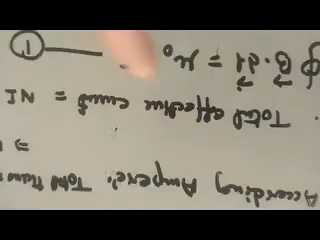 According Ampere's Total
∴ Total effective current = NI
∮ B⃗ · dl⃗ = μ₀ —— ①